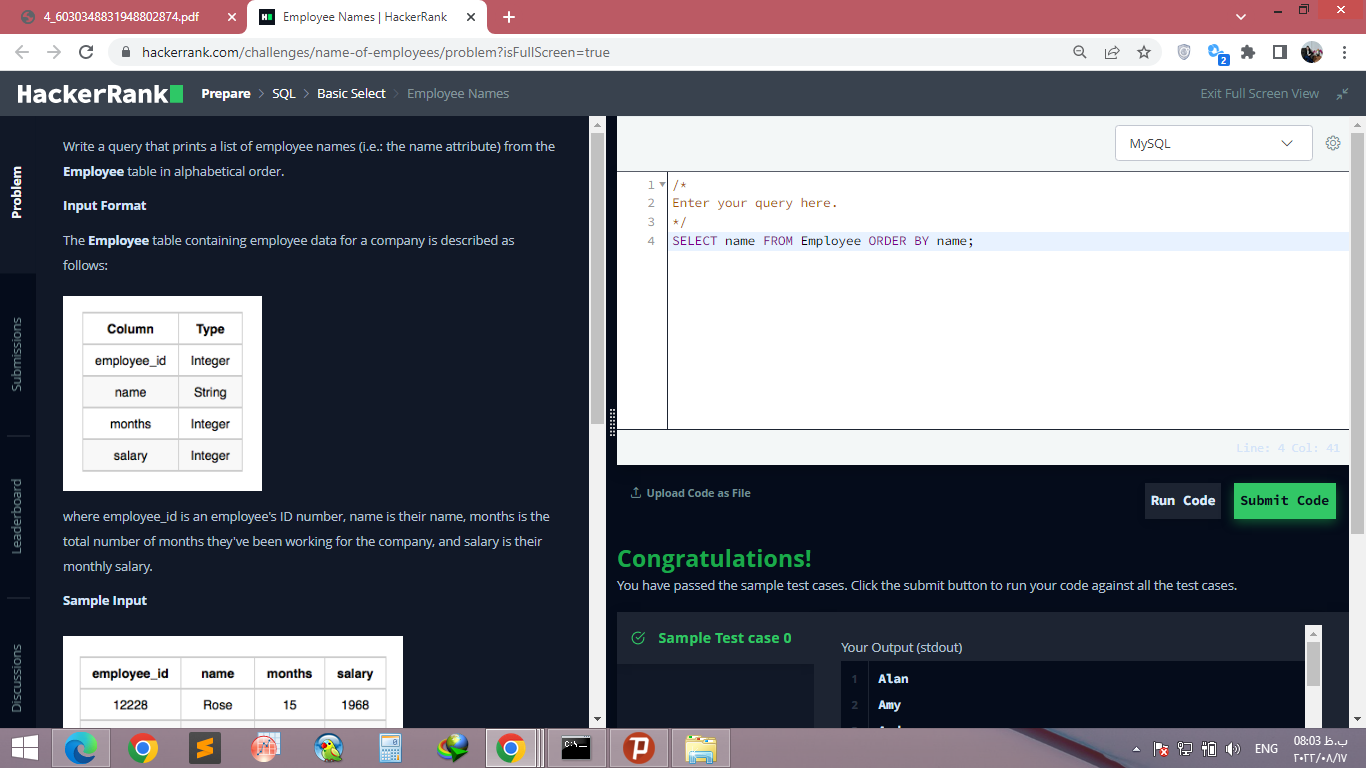 4_6030348831948802874.pdf
Employee Names | HackerRank
hackerrank.com/challenges/name-of-employees/problem?isFullScreen=true
2
HackerRank
Prepare > SQL > Basic Select > Employee Names
Exit Full Screen View
Problem
Submissions
Leaderboard
Discussions
Write a query that prints a list of employee names (i.e.: the name attribute) from the
Employee table in alphabetical order.
Input Format
The Employee table containing employee data for a company is described as
follows:
Column Type
employee_id Integer
name String
months Integer
salary Integer
where employee_id is an employee's ID number, name is their name, months is the
total number of months they've been working for the company, and salary is their
monthly salary.
Sample Input
employee_id name months salary
12228 Rose 15 1968
MySQL
1 /*
2 Enter your query here.
3 */
4 SELECT name FROM Employee ORDER BY name;
Line: 4 Col: 41
Upload Code as File
Run Code
Submit Code
Congratulations!
You have passed the sample test cases. Click the submit button to run your code against all the test cases.
Sample Test case 0
Your Output (stdout)
1 Alan
2 Amy
C:\
ENG
08:03 ب.ظ
٢٠٢٢/٠٨/١٧